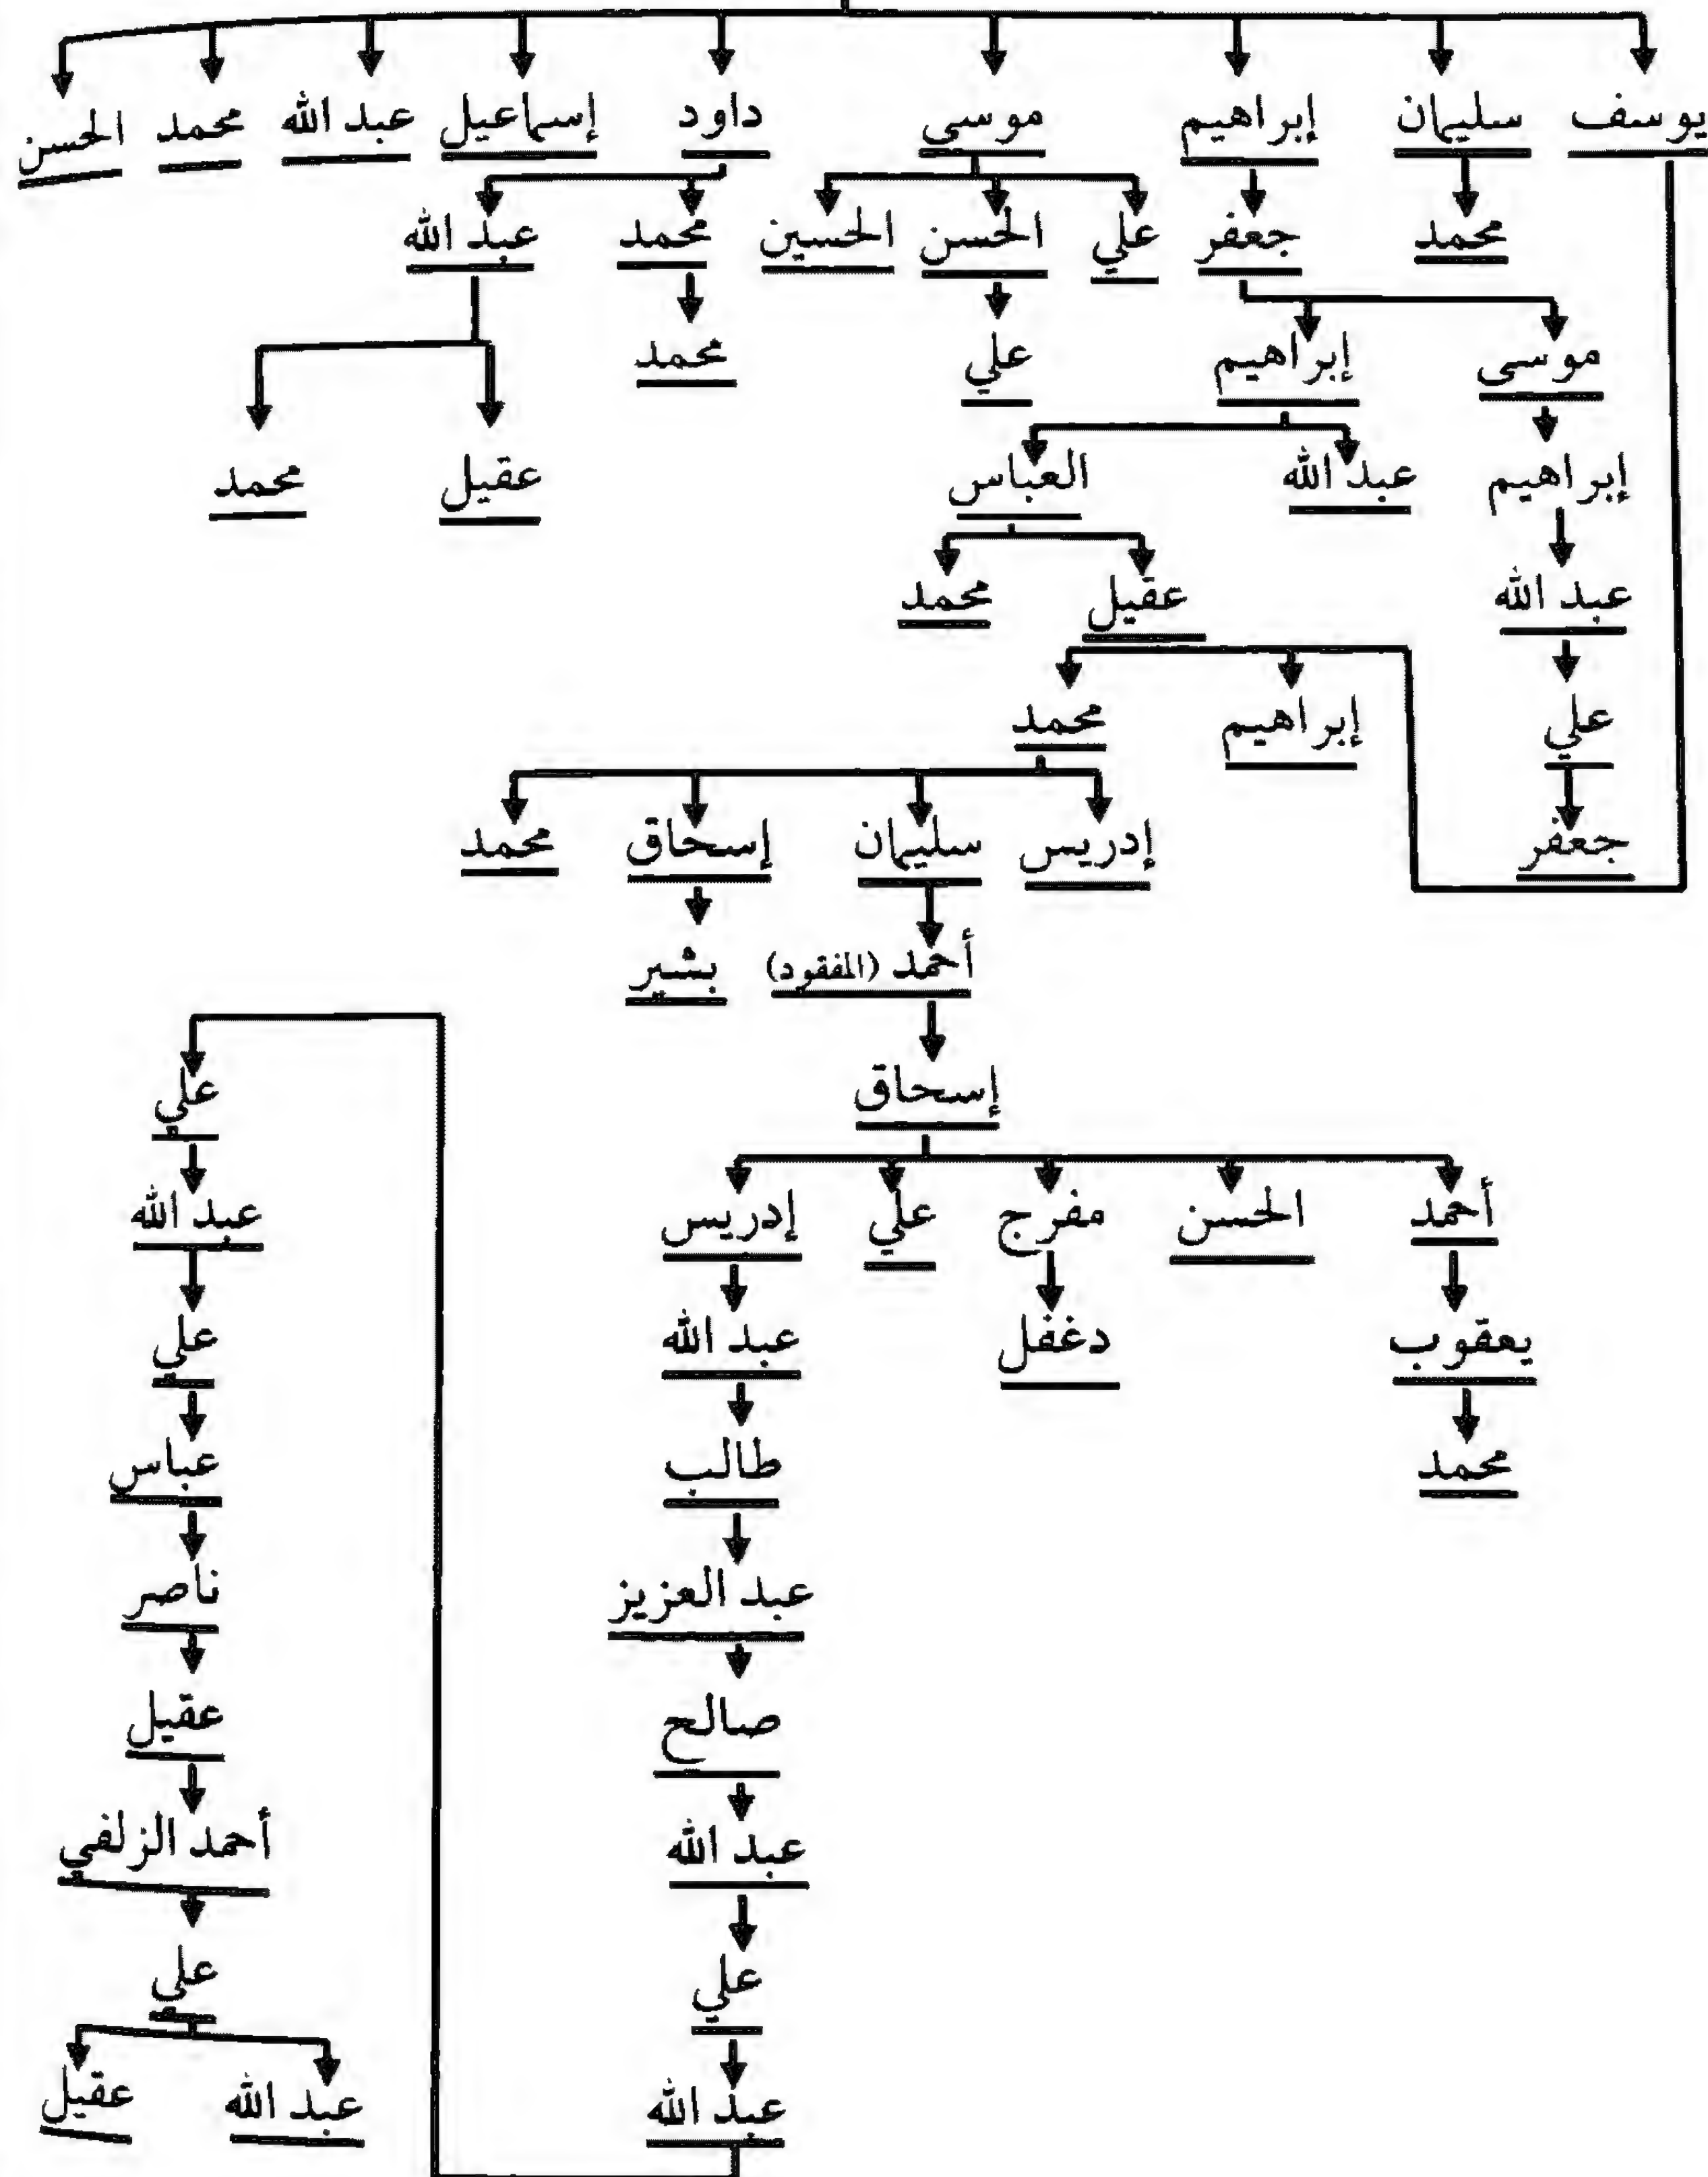 يوسف سليمان إبراهيم موسى داود إسماعيل عبد الله محمد الحسن
محمد جعفر علي الحسن الحسين محمد عبد الله
موسى إبراهيم علي محمد
إبراهيم عبد الله العباس عقيل محمد
عبد الله عقيل محمد
علي إبراهيم محمد
جعفر إدريس سليمان إسحاق محمد
أحمد (المفقود) بشير
إسحاق علي
أحمد الحسن مفرج علي إدريس عبد الله
يعقوب دغفل عبد الله علي
محمد طالب عباس
عبد العزيز ناصر
صالح عقيل
عبد الله أحمد الزلفي
علي علي
عبد الله عبد الله عقيل